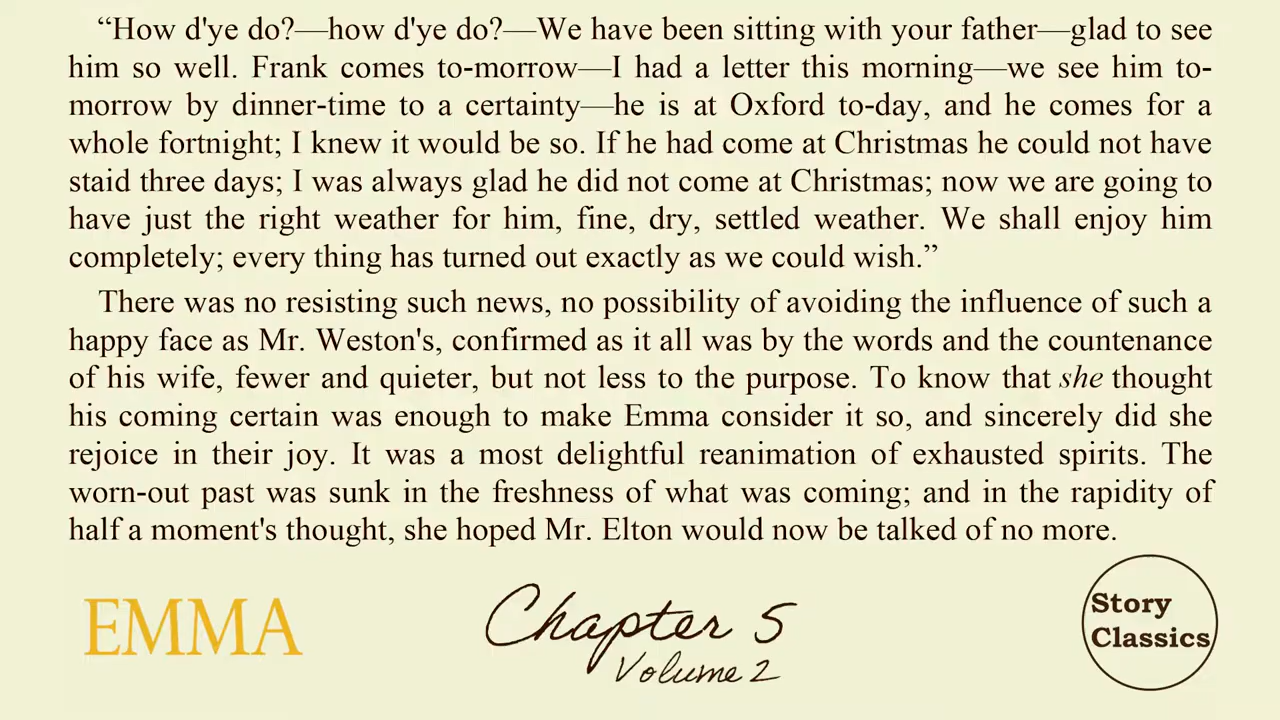 “How d'ye do?—how d'ye do?—We have been sitting with your father—glad to see
him so well. Frank comes to-morrow—I had a letter this morning—we see him to-
morrow by dinner-time to a certainty—he is at Oxford to-day, and he comes for a
whole fortnight; I knew it would be so. If he had come at Christmas he could not have
staid three days; I was always glad he did not come at Christmas; now we are going to
have just the right weather for him, fine, dry, settled weather. We shall enjoy him
completely; every thing has turned out exactly as we could wish.”
There was no resisting such news, no possibility of avoiding the influence of such a
happy face as Mr. Weston's, confirmed as it all was by the words and the countenance
of his wife, fewer and quieter, but not less to the purpose. To know that she thought
his coming certain was enough to make Emma consider it so, and sincerely did she
rejoice in their joy. It was a most delightful reanimation of exhausted spirits. The
worn-out past was sunk in the freshness of what was coming; and in the rapidity of
half a moment's thought, she hoped Mr. Elton would now be talked of no more.
EMMA
Chapter 5
Volume 2
Story
Classics